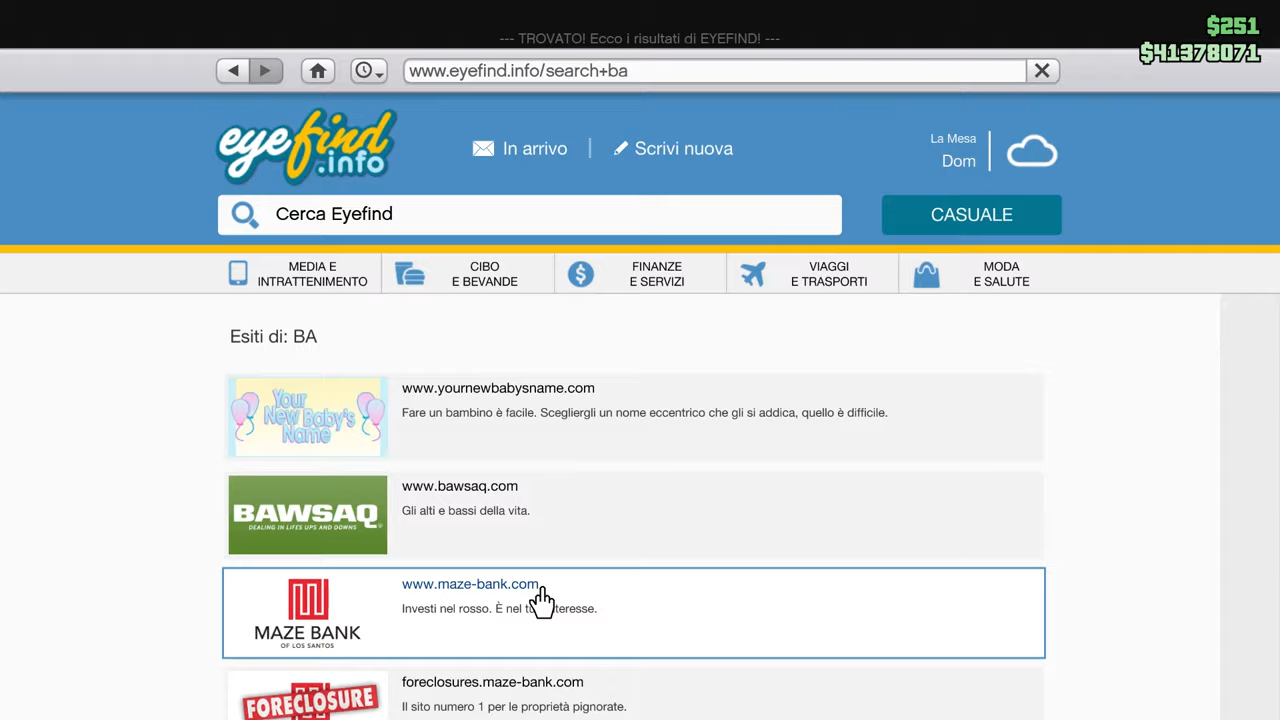 --- TROVATO! Ecco i risultati di EYEFIND! ---
$251
$41378071
www.eyefind.info/search+ba
eyefind
.info
In arrivo
Scrivi nuova
La Mesa
Dom
Cerca Eyefind
CASUALE
MEDIA E
INTRATTENIMENTO
CIBO
E BEVANDE
FINANZE
E SERVIZI
VIAGGI
E TRASPORTI
MODA
E SALUTE
Esiti di: BA
Your
New Baby's
Name
www.yournewbabysname.com
Fare un bambino è facile. Scegliergli un nome eccentrico che gli si addica, quello è difficile.
BAWSAQ
DEALING IN LIFES UPS AND DOWNS
www.bawsaq.com
Gli alti e bassi della vita.
MAZE BANK
OF LOS SANTOS
www.maze-bank.com
Investi nel rosso. È nel
FORECLOSURE
foreclosures.maze-bank.com
Il sito numero 1 per le proprietà pignorate.